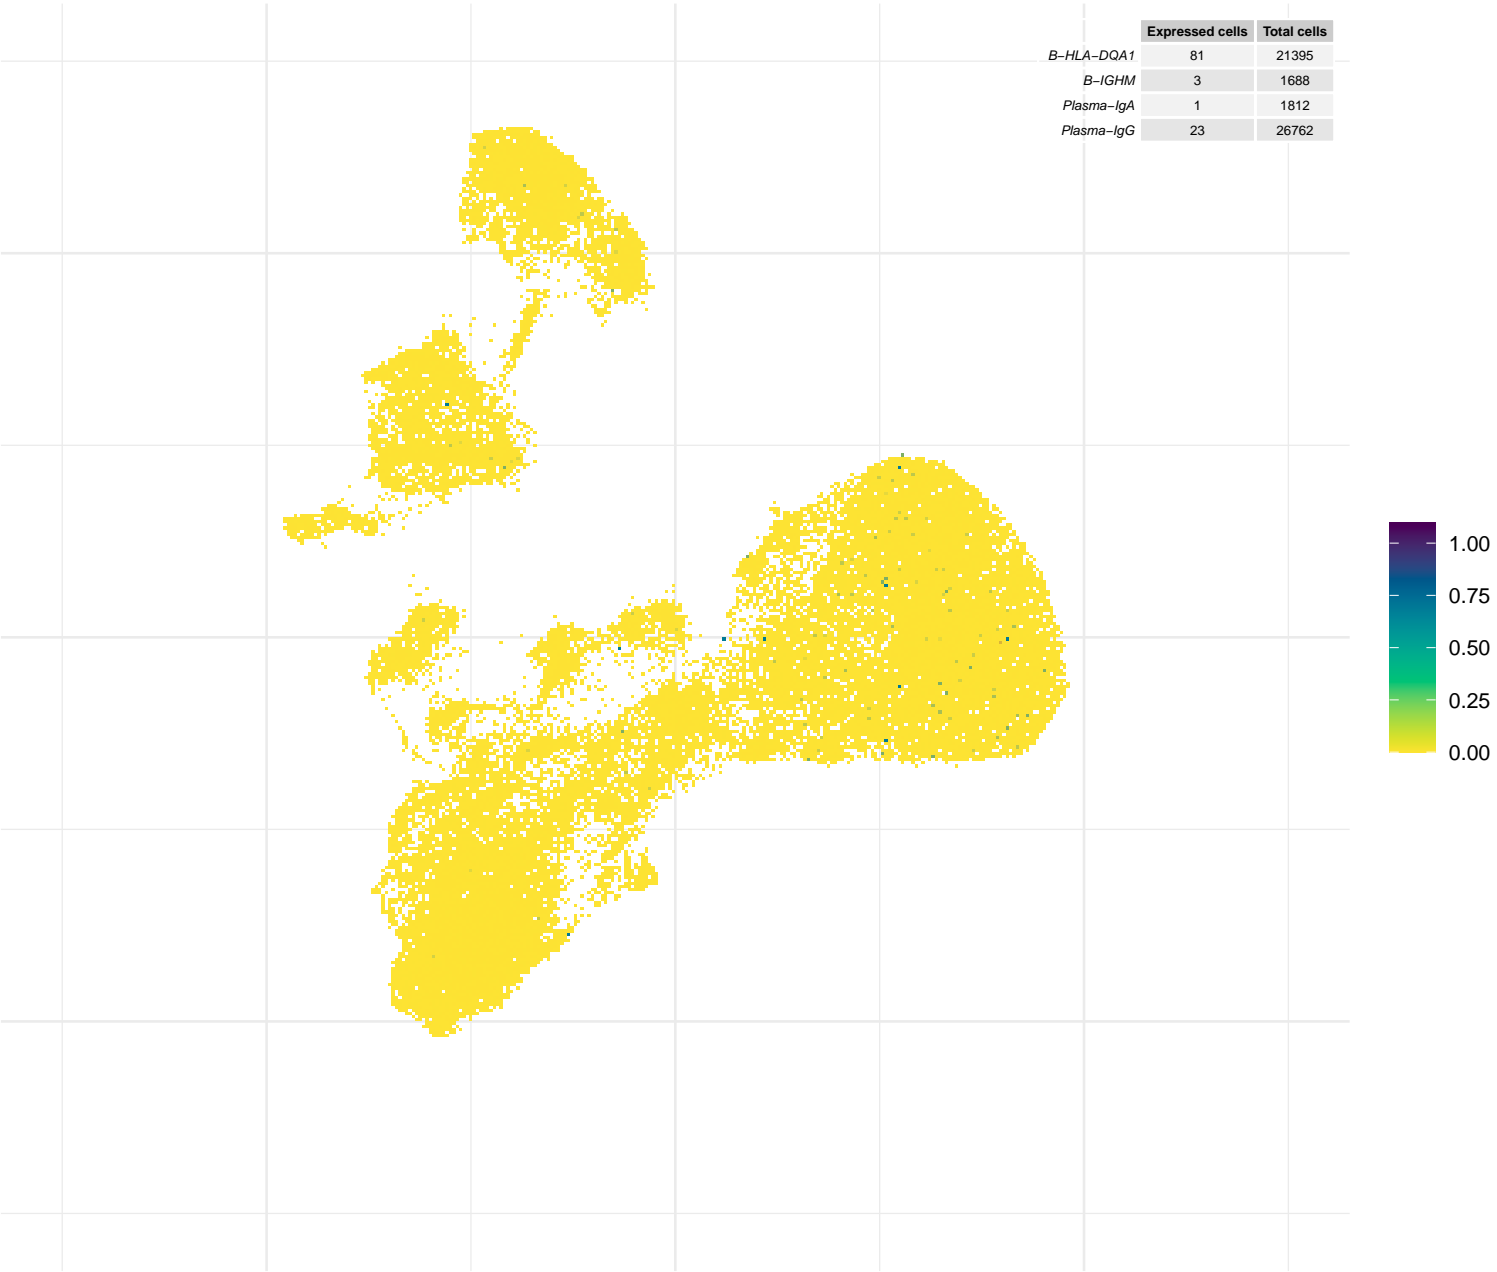 Expressed cells Total cells
B−HLA−DQA1 81 21395
B−IGHM 3 1688
Plasma−IgA 1 1812
Plasma−IgG 23 26762
1.00
0.75
0.50
0.25
0.00